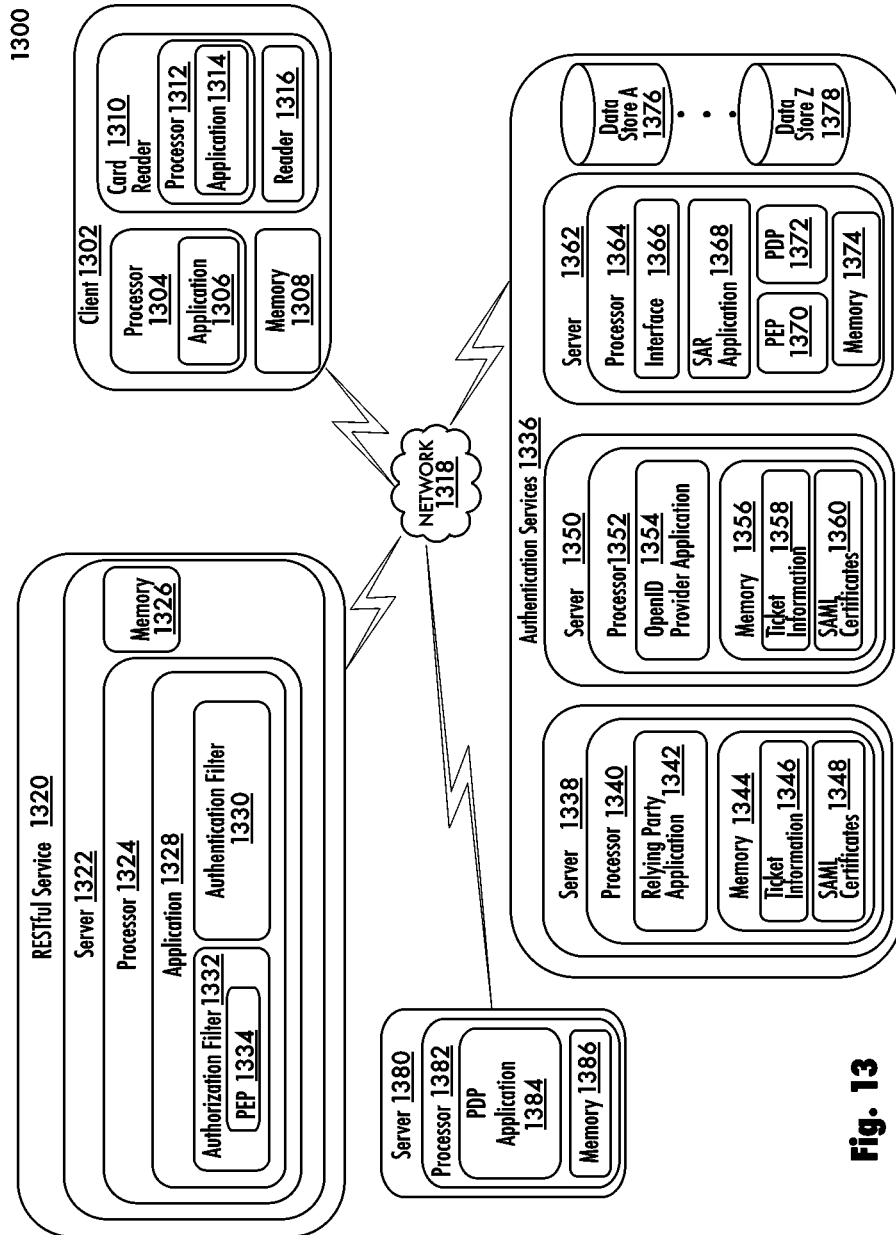 1300
RESTful Service 1320
Server 1322
Processor 1324
Application 1328
Authorization Filter 1332
PEP 1334
Authentication Filter
1330
Memory
1326
Client 1302
Processor
1304
Application
1306
Memory
1308
Card 1310
Reader
Processor
1312
Application
1314
Reader
1316
NETWORK
1318
Server 1380
Processor 1382
PDP
Application
1384
Memory 1386
Authentication Services 1336
Server 1338
Processor 1340
Relying Party
Application 1342
Memory 1344
Ticket
Information 1346
SAML
Certificates 1348
Server 1350
Processor 1352
OpenID 1354
Provider Application
Memory 1356
Ticket
Information 1358
SAML
Certificates 1360
Server 1362
Processor 1364
Interface 1366
SAR
Application 1368
PEP
1370
PDP
1372
Memory 1374
Data
Store A
1376
Data
Store Z
1378
Fig. 13